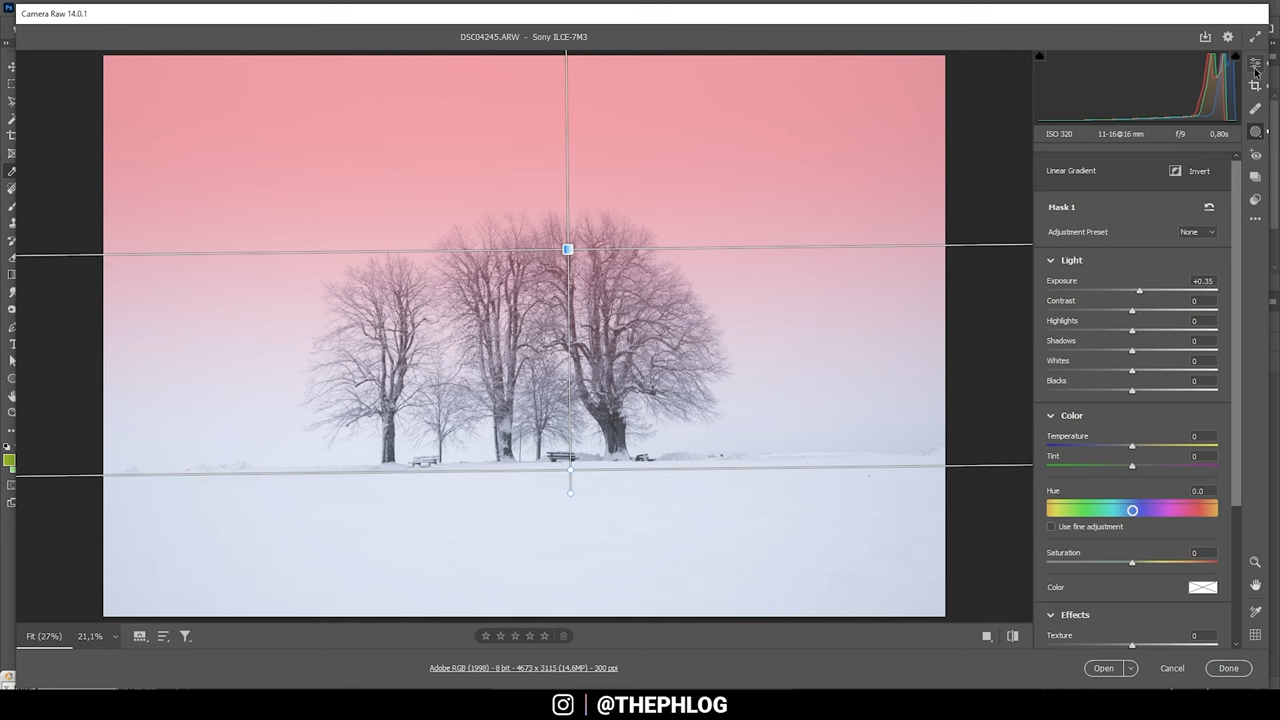 Camera Raw 14.0.1
DSC04245.ARW - Sony ILCE-7M3
ISO 320 11-16@16 mm f/9 0,80s
Linear Gradient Invert
Mask 1
Adjustment Preset None
Light
Exposure +0.35
Contrast 0
Highlights 0
Shadows 0
Whites 0
Blacks 0
Color
Temperature 0
Tint 0
Hue 0.0
Use fine adjustment
Saturation 0
Color
Effects
Texture 0
Fit (27%) 21,1%
Adobe RGB (1998) - 8 bit - 4673 x 3115 (14,6MP) - 300 ppi
Open Cancel Done
@THEPHLOG